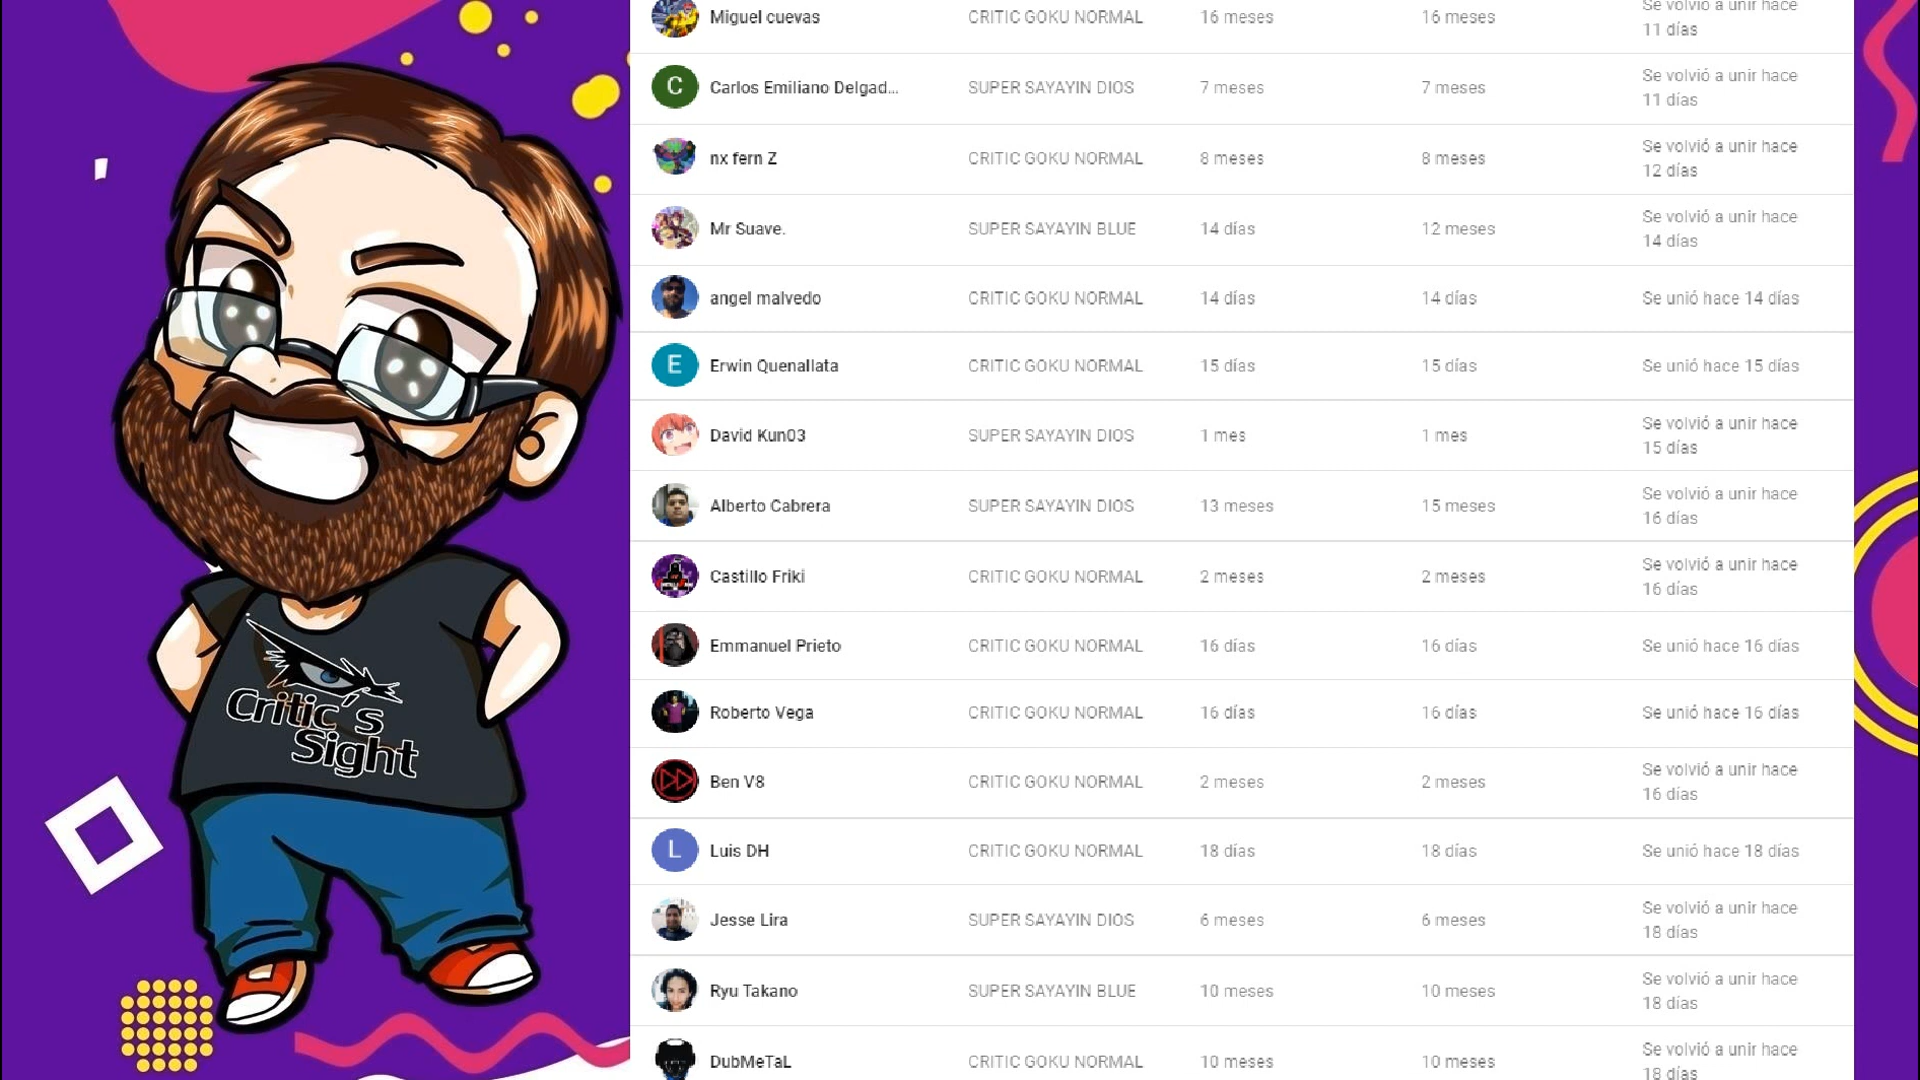 Critic´s
Sight
Miguel cuevas CRITIC GOKU NORMAL 16 meses 16 meses Se volvió a unir hace
11 días
C Carlos Emiliano Delgad... SUPER SAYAYIN DIOS 7 meses 7 meses Se volvió a unir hace
11 días
nx fern Z CRITIC GOKU NORMAL 8 meses 8 meses Se volvió a unir hace
12 días
Mr Suave. SUPER SAYAYIN BLUE 14 días 12 meses Se volvió a unir hace
14 días
angel malvedo CRITIC GOKU NORMAL 14 días 14 días Se unió hace 14 días
E Erwin Quenallata CRITIC GOKU NORMAL 15 días 15 días Se unió hace 15 días
David Kun03 SUPER SAYAYIN DIOS 1 mes 1 mes Se volvió a unir hace
15 días
Alberto Cabrera SUPER SAYAYIN DIOS 13 meses 15 meses Se volvió a unir hace
16 días
Castillo Friki CRITIC GOKU NORMAL 2 meses 2 meses Se volvió a unir hace
16 días
Emmanuel Prieto CRITIC GOKU NORMAL 16 días 16 días Se unió hace 16 días
Roberto Vega CRITIC GOKU NORMAL 16 días 16 días Se unió hace 16 días
Ben V8 CRITIC GOKU NORMAL 2 meses 2 meses Se volvió a unir hace
16 días
L Luis DH CRITIC GOKU NORMAL 18 días 18 días Se unió hace 18 días
Jesse Lira SUPER SAYAYIN DIOS 6 meses 6 meses Se volvió a unir hace
18 días
Ryu Takano SUPER SAYAYIN BLUE 10 meses 10 meses Se volvió a unir hace
18 días
DubMeTaL CRITIC GOKU NORMAL 10 meses 10 meses Se volvió a unir hace
18 días